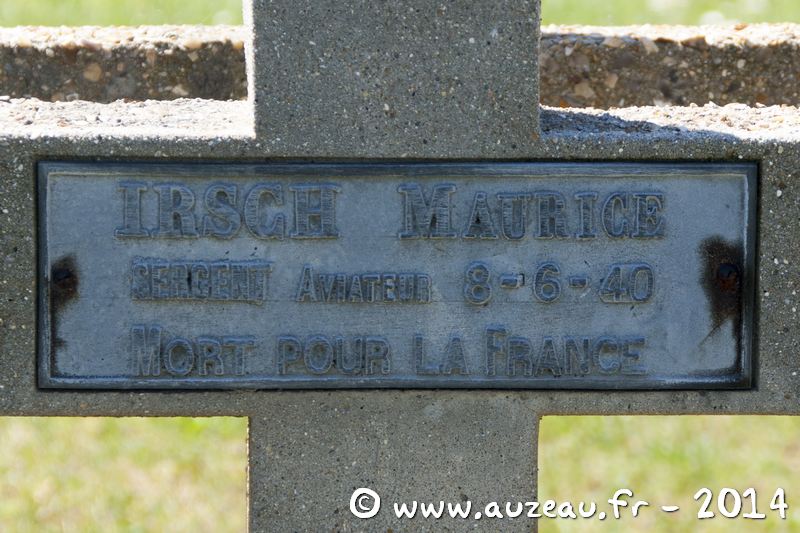 IRSCH MAURICE
SERGENT AVIATEUR 8-6-40
MORT POUR LA FRANCE
© www.auzeau.fr - 2014